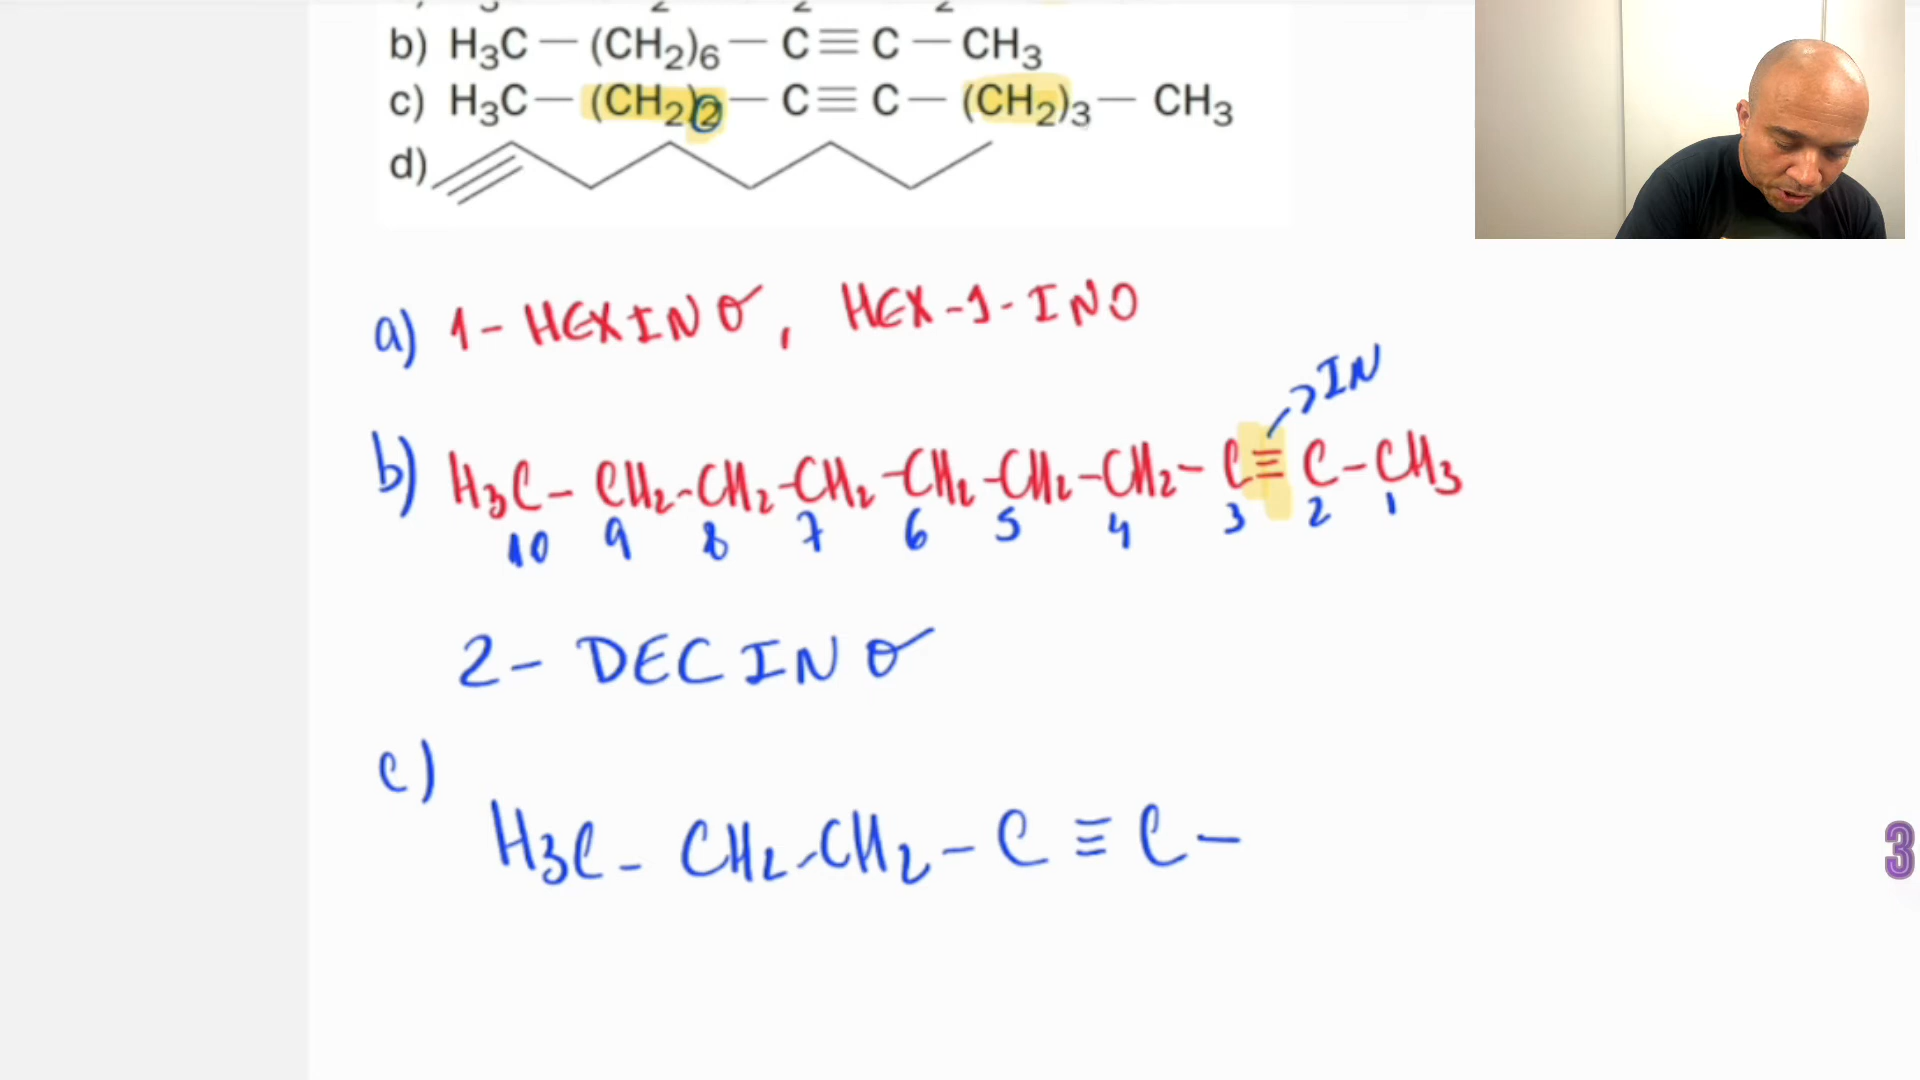 b) H₃C — (CH₂)₆ — C ≡ C — CH₃
c) H₃C — (CH₂)₂ — C ≡ C — (CH₂)₃ — CH₃
d)
a) 1 - HEXINO , HEX - 1 - INO
IN
b) H₃C - CH₂ - CH₂ - CH₂ - CH₂ - CH₂ - CH₂ - C ≡ C - CH₃
10 9 8 7 6 5 4 3 2 1
2 - DECINO
c)
H₃C - CH₂ - CH₂ - C ≡ C -
3